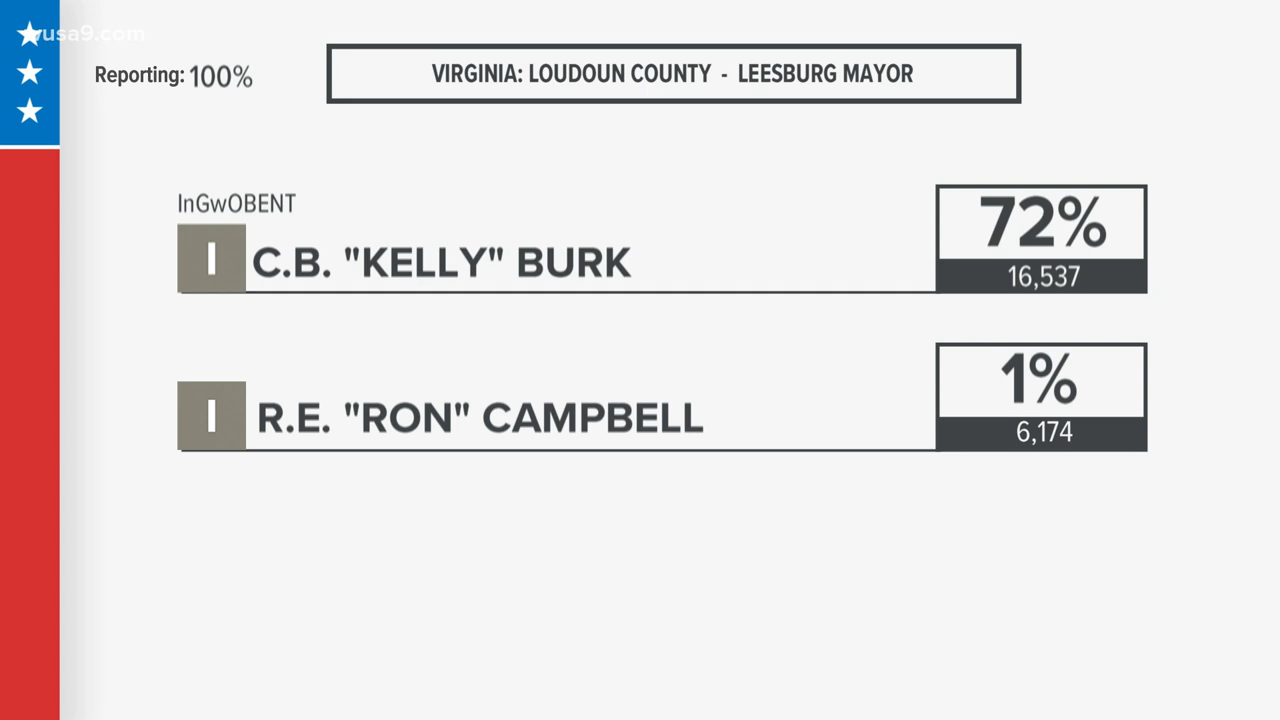 wusa9.com
Reporting: 100%
VIRGINIA: LOUDOUN COUNTY - LEESBURG MAYOR
InGwOBENT
I C.B. "KELLY" BURK
72%
16,537
I R.E. "RON" CAMPBELL
1%
6,174